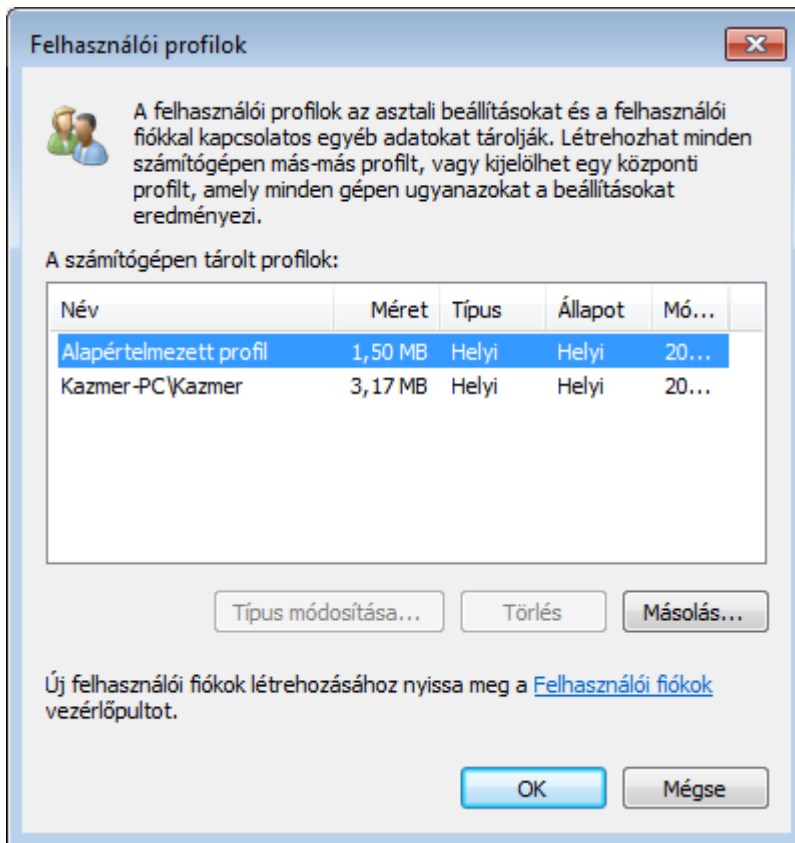 Felhasználói profilok
A felhasználói profilok az asztali beállításokat és a felhasználói
fiókkal kapcsolatos egyéb adatokat tárolják. Létrehozhat minden
számítógépen más-más profilt, vagy kijelölhet egy központi
profilt, amely minden gépen ugyanazokat a beállításokat
eredményezi.
A számítógépen tárolt profilok:
Név Méret Típus Állapot Mó...
Alapértelmezett profil 1,50 MB Helyi Helyi 20...
Kazmer-PC\Kazmer 3,17 MB Helyi Helyi 20...
Típus módosítása... Törlés Másolás...
Új felhasználói fiókok létrehozásához nyissa meg a Felhasználói fiókok
vezérlőpultot.
OK Mégse